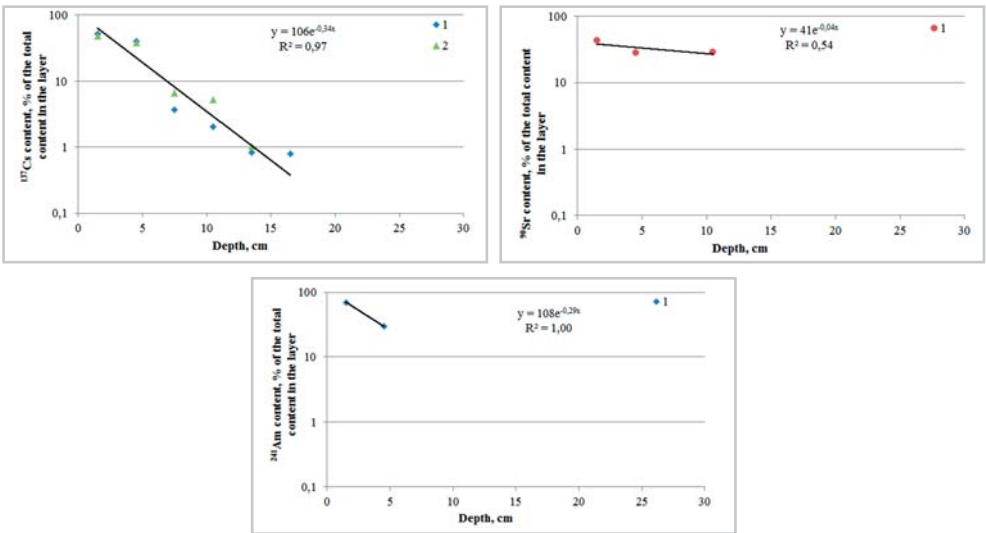 ¹³⁷Cs content, % of the total
content in the layer
100
10
1
0,1
0 5 10 15 20 25 30
Depth, cm
y = 106e⁻⁰,³⁴ˣ
R² = 0,97
1
2
⁹⁰Sr content, % of the total content
in the layer
100
10
1
0,1
0 5 10 15 20 25 30
Depth, cm
y = 41e⁻⁰,⁰⁴ˣ
R² = 0,54
1
²⁴¹Am content, % of the total
content in the layer
100
10
1
0,1
0 5 10 15 20 25 30
Depth, cm
y = 108e⁻⁰,²⁹ˣ
R² = 1,00
1